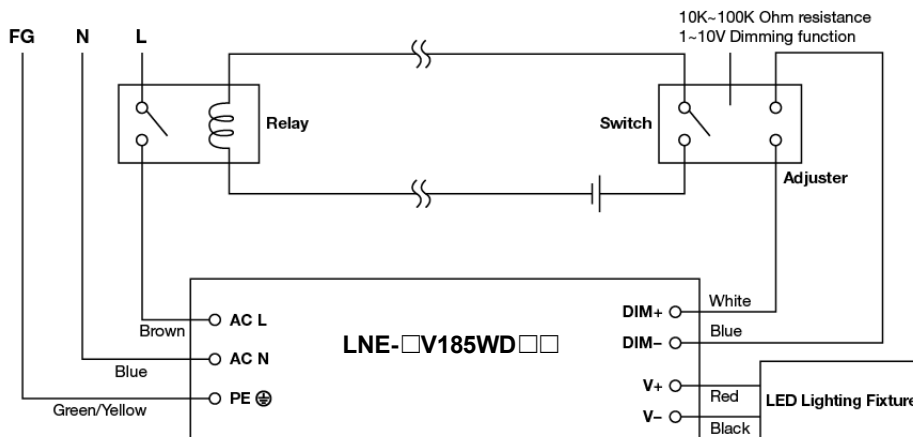 10K~100K Ohm resistance
1~10V Dimming function
FG N L
Relay
Switch
Adjuster
AC L
Brown
AC N
Blue
PE
Green/Yellow
LNE-□V185WD□□
DIM+
White
DIM−
Blue
V+
Red
V−
Black
LED Lighting Fixture